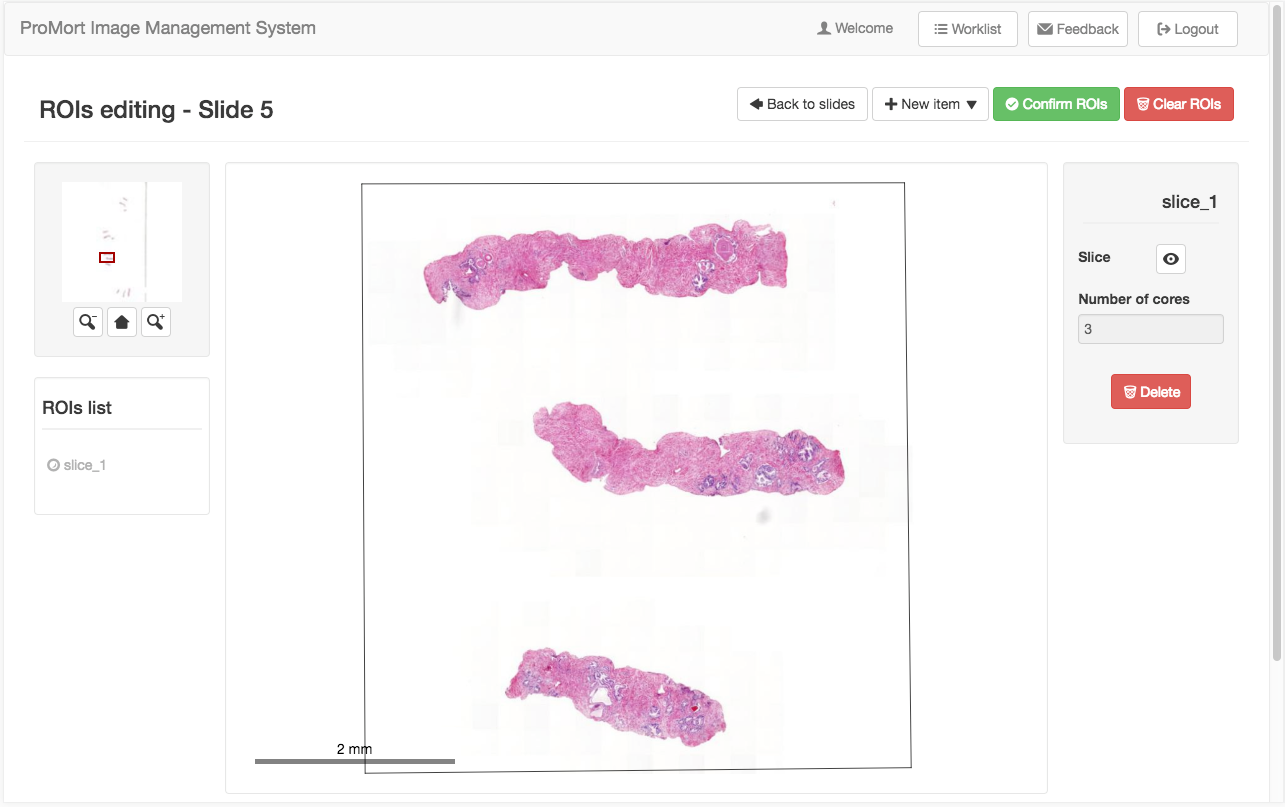 ProMort Image Management System
Welcome
Worklist
Feedback
Logout
ROIs editing - Slide 5
Back to slides
New item
Confirm ROIs
Clear ROIs
slice_1
Slice
Number of cores
3
Delete
ROIs list
slice_1
2 mm